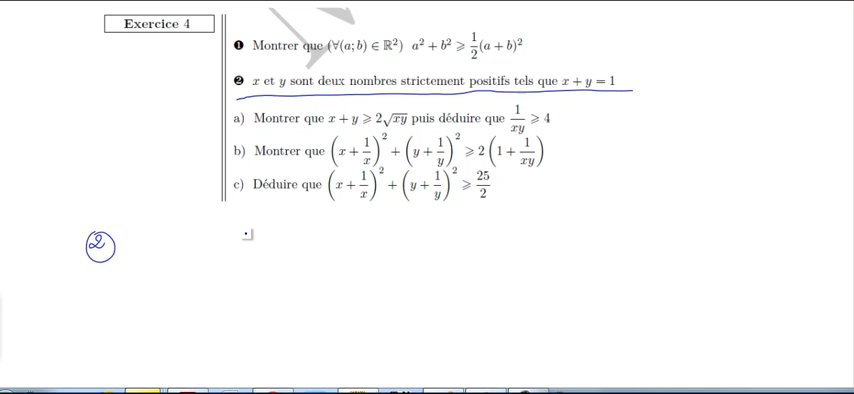 Exercice 4
❶ Montrer que (∀(a; b) ∈ ℝ²) a² + b² ⩾ 1/2 (a + b)²
❷ x et y sont deux nombres strictement positifs tels que x + y = 1
a) Montrer que x + y ⩾ 2√xy puis déduire que 1/xy ⩾ 4
b) Montrer que (x + 1/x)² + (y + 1/y)² ⩾ 2(1 + 1/xy)
c) Déduire que (x + 1/x)² + (y + 1/y)² ⩾ 25/2
2